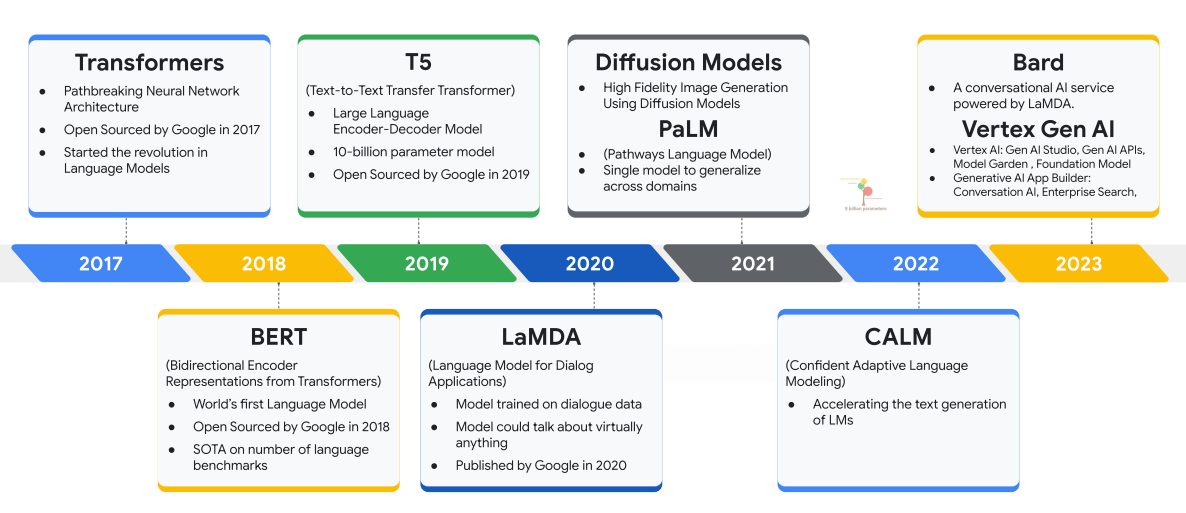 Transformers
● Pathbreaking Neural Network
Architecture
● Open Sourced by Google in 2017
● Started the revolution in
Language Models
T5
(Text-to-Text Transfer Transformer)
● Large Language
Encoder-Decoder Model
● 10-billion parameter model
● Open Sourced by Google in 2019
Diffusion Models
● High Fidelity Image Generation
Using Diffusion Models
PaLM
● (Pathways Language Model)
● Single model to generalize
across domains
8 billion parameters
Bard
● A conversational AI service
powered by LaMDA.
Vertex Gen AI
● Vertex AI: Gen AI Studio, Gen AI APIs,
Model Garden , Foundation Model
● Generative AI App Builder:
Conversation AI, Enterprise Search,
2017
2018
2019
2020
2021
2022
2023
BERT
(Bidirectional Encoder
Representations from Transformers)
● World's first Language Model
● Open Sourced by Google in 2018
● SOTA on number of language
benchmarks
LaMDA
(Language Model for Dialog
Applications)
● Model trained on dialogue data
● Model could talk about virtually
anything
● Published by Google in 2020
CALM
(Confident Adaptive Language
Modeling)
● Accelerating the text generation
of LMs